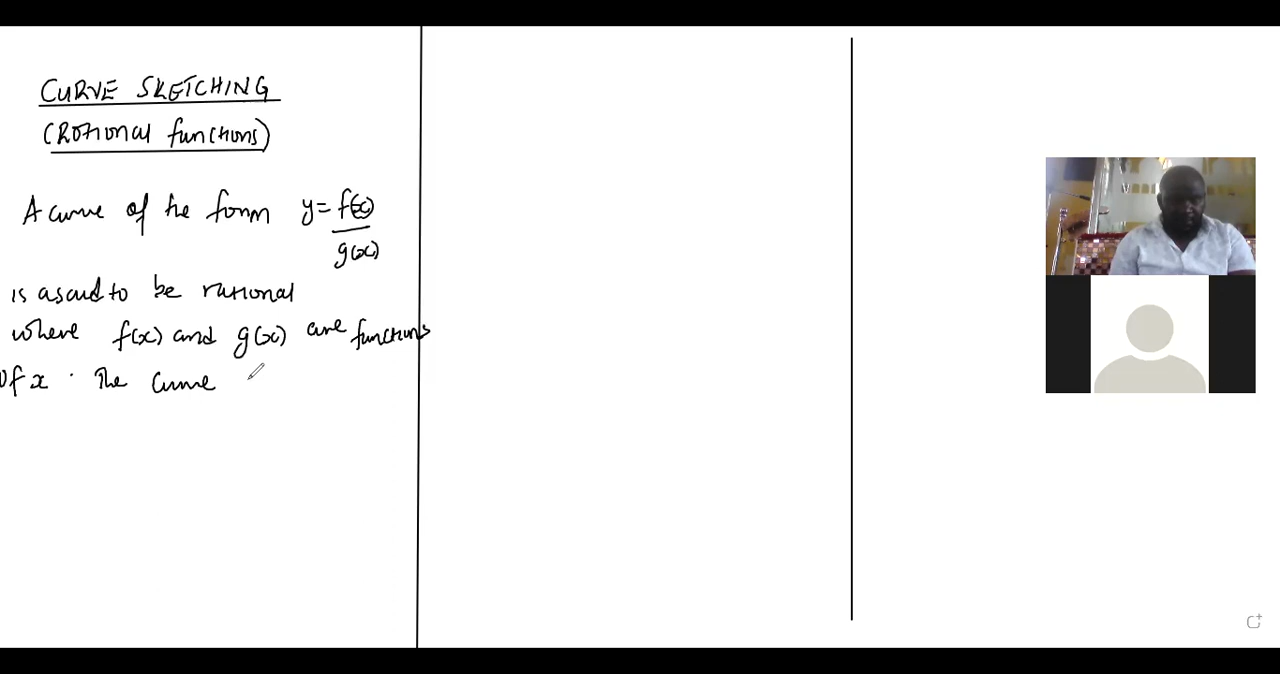 CURVE SKETCHING
(Rational functions)
A curve of the form y = f(x)/g(x)
is asaid to be rational
where f(x) and g(x) are functions
of x. The curve